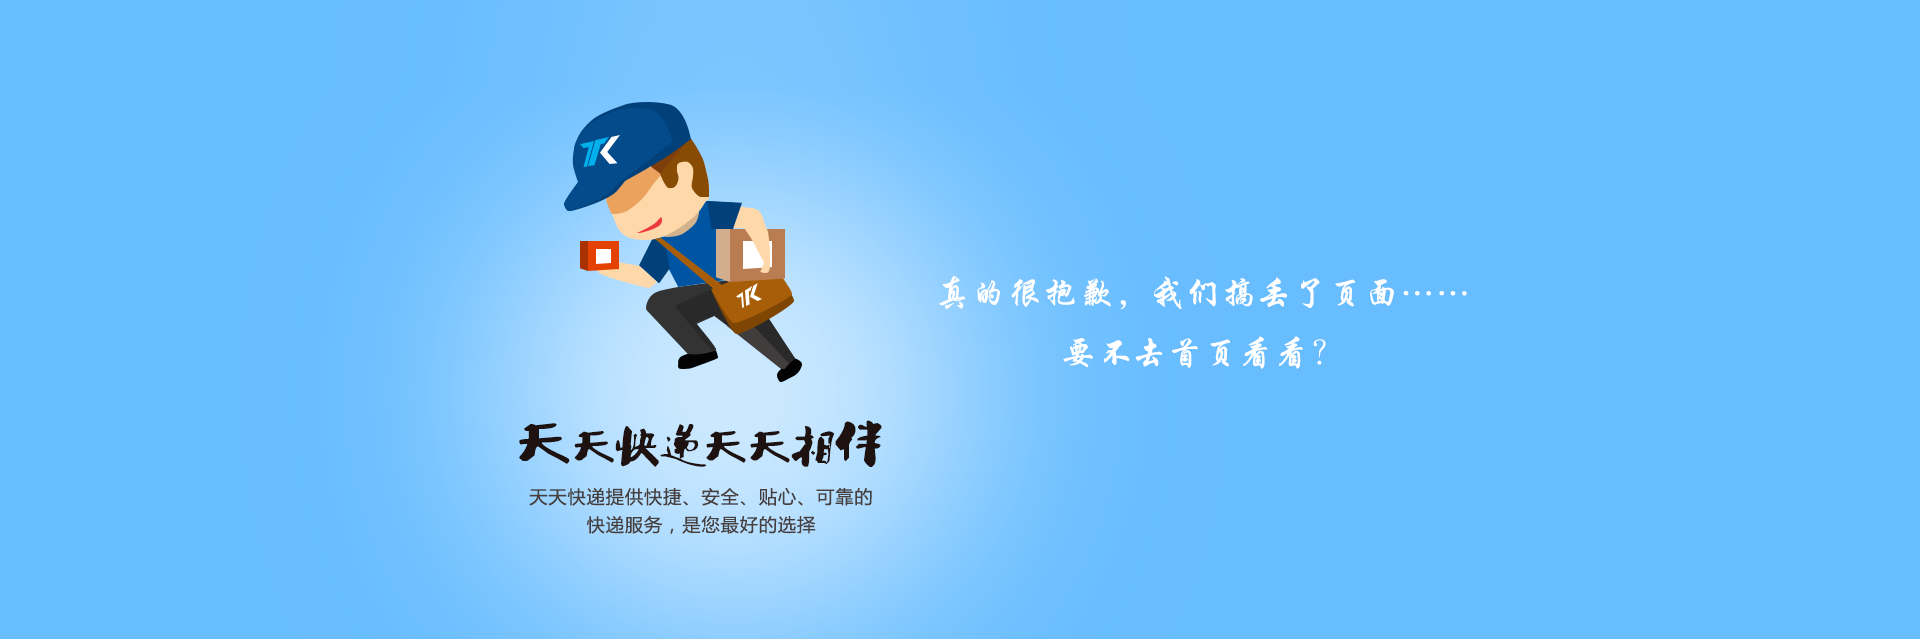 TK
TK
真的很抱歉，我们搞丢了页面……
要不去首页看看？
天天快递天天相伴
天天快递提供快捷、安全、贴心、可靠的
快递服务，是您最好的选择